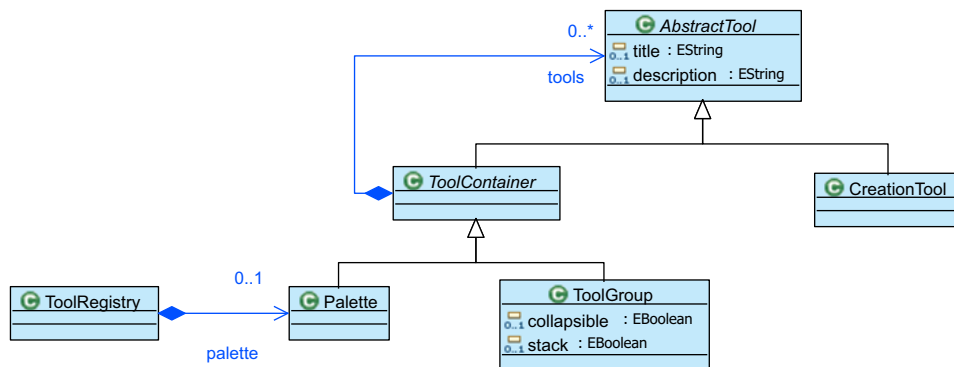 AbstractTool
0..*
title : EString
0..1
description : EString
0..1
tools
ToolContainer
CreationTool
0..1
ToolRegistry
Palette
ToolGroup
collapsible : EBoolean
0..1
stack : EBoolean
0..1
palette